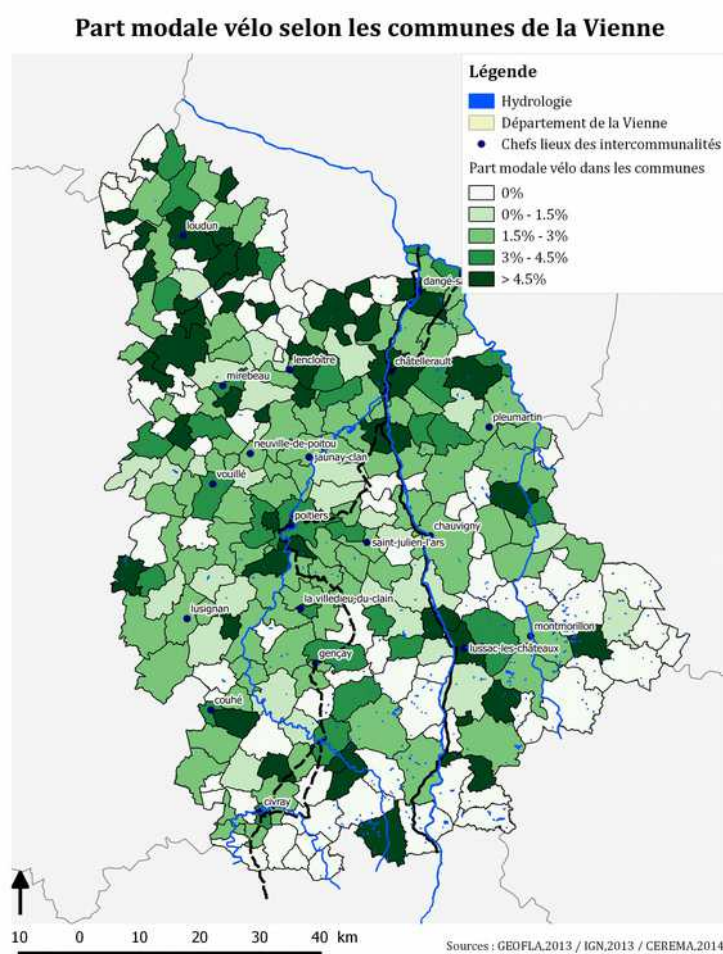 Part modale vélo selon les communes de la Vienne
Légende
Hydrologie
Département de la Vienne
Chefs lieux des intercommunalités
Part modale vélo dans les communes
0%
0% - 1.5%
1.5% - 3%
3% - 4.5%
> 4.5%
loudun
dangé-sa
lencloître
châtellerault
mirebeau
pleumartin
neuville-de-poitou
jaunay-clan
vouillé
poitiers
chauvigny
saint-julien-l'ars
la villedieu-du-clain
lusignan
montmorillon
lussac-les-châteaux
gençay
couhé
civray
10 0 10 20 30 40 km
Sources : GEOFLA,2013 / IGN,2013 / CEREMA,2014